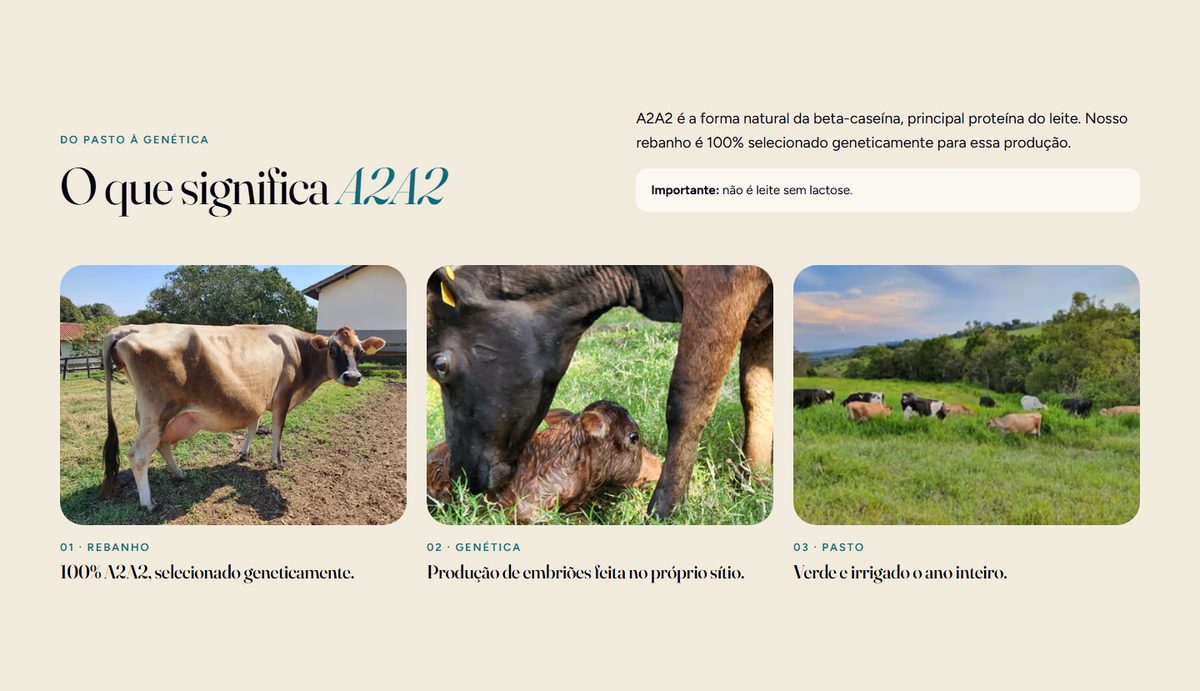 DO PASTO À GENÉTICA
O que significa A2A2
A2A2 é a forma natural da beta-caseína, principal proteína do leite. Nosso
rebanho é 100% selecionado geneticamente para essa produção.
Importante: não é leite sem lactose.
01 · REBANHO
100% A2A2, selecionado geneticamente.
02 · GENÉTICA
Produção de embriões feita no próprio sítio.
03 · PASTO
Verde e irrigado o ano inteiro.